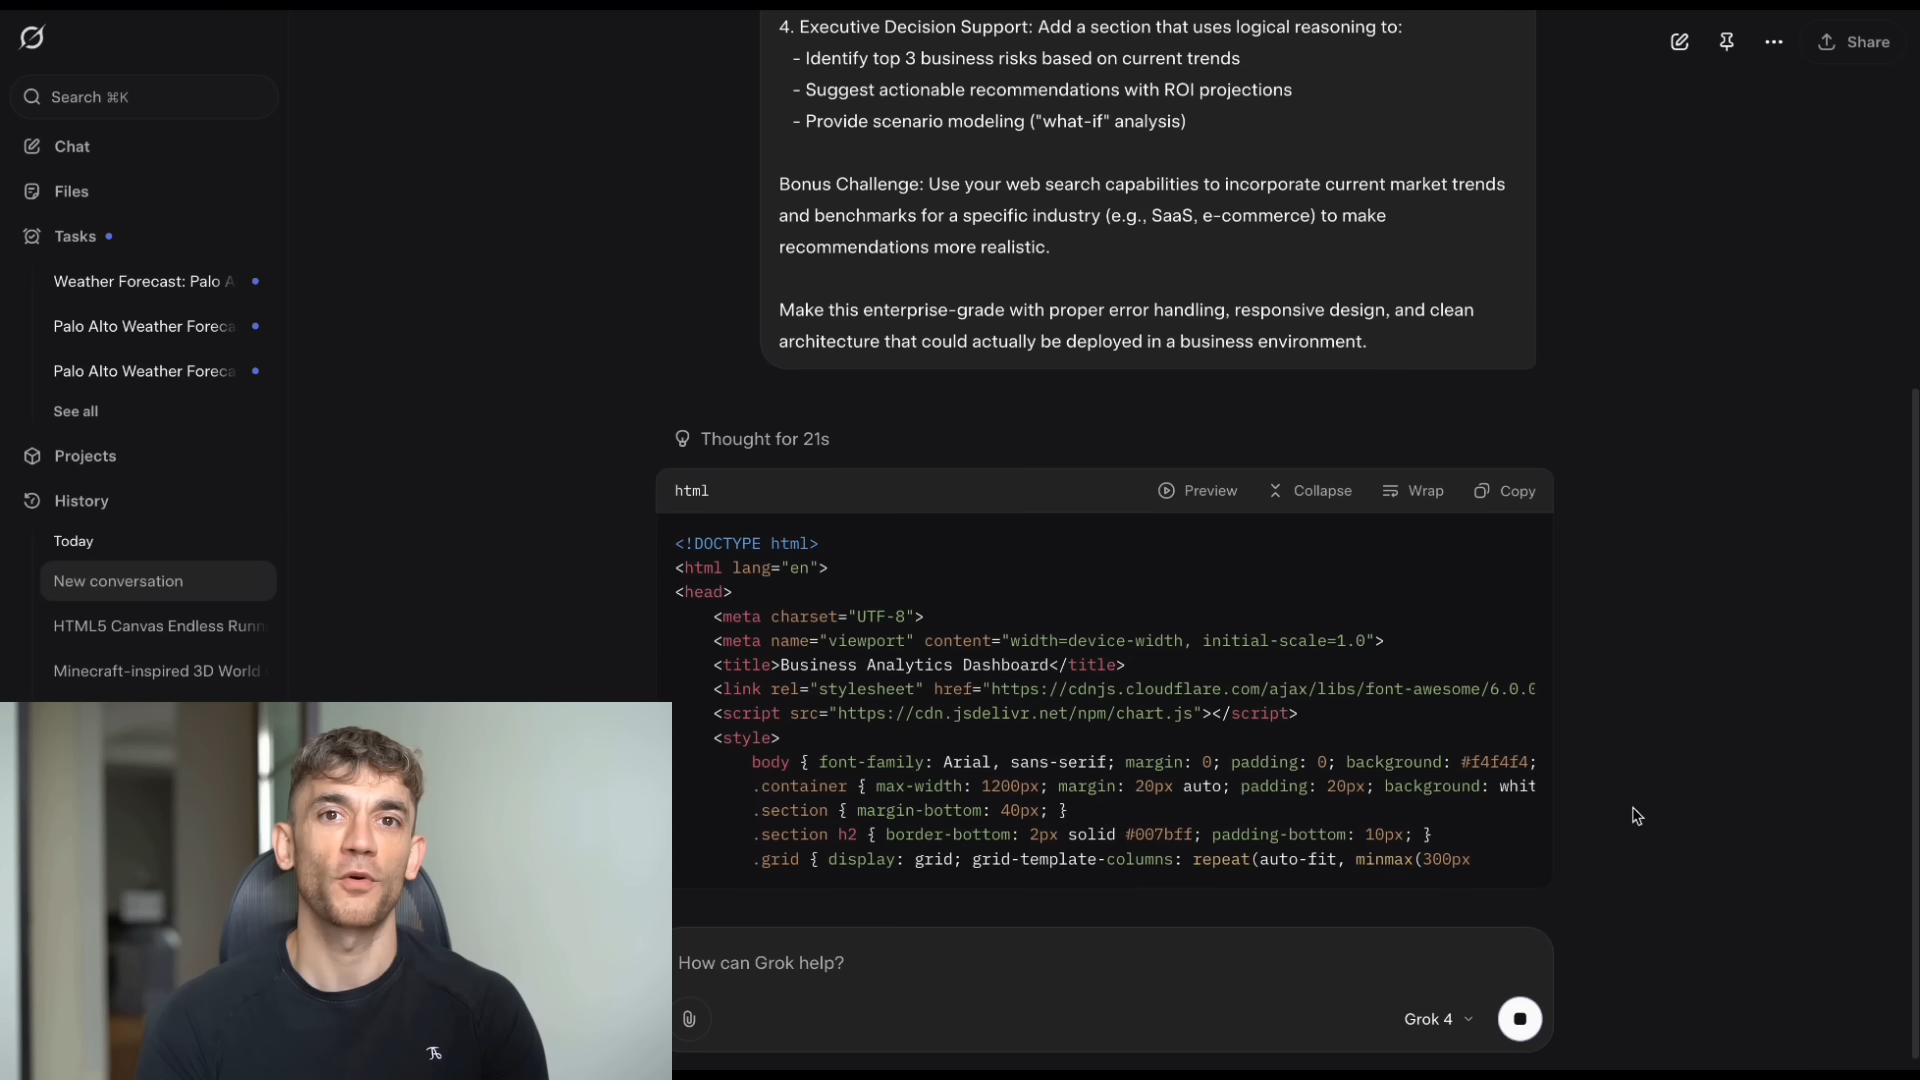 4. Executive Decision Support: Add a section that uses logical reasoning to:
- Identify top 3 business risks based on current trends
- Suggest actionable recommendations with ROI projections
- Provide scenario modeling ("what-if" analysis)
Bonus Challenge: Use your web search capabilities to incorporate current market trends
and benchmarks for a specific industry (e.g., SaaS, e-commerce) to make
recommendations more realistic.
Make this enterprise-grade with proper error handling, responsive design, and clean
architecture that could actually be deployed in a business environment.
Share
Search ⌘K
Chat
Files
Tasks
Weather Forecast: Palo A
Palo Alto Weather Foreca
Palo Alto Weather Foreca
See all
Projects
History
Today
New conversation
HTML5 Canvas Endless Runn
Minecraft-inspired 3D World
Thought for 21s
html
Preview
Collapse
Wrap
Copy
<!DOCTYPE html>
<html lang="en">
<head>
<meta charset="UTF-8">
<meta name="viewport" content="width=device-width, initial-scale=1.0">
<title>Business Analytics Dashboard</title>
<link rel="stylesheet" href="https://cdnjs.cloudflare.com/ajax/libs/font-awesome/6.0.0
<script src="https://cdn.jsdelivr.net/npm/chart.js"></script>
<style>
body { font-family: Arial, sans-serif; margin: 0; padding: 0; background: #f4f4f4;
.container { max-width: 1200px; margin: 20px auto; padding: 20px; background: whit
.section { margin-bottom: 40px; }
.section h2 { border-bottom: 2px solid #007bff; padding-bottom: 10px; }
.grid { display: grid; grid-template-columns: repeat(auto-fit, minmax(300px
How can Grok help?
Grok 4